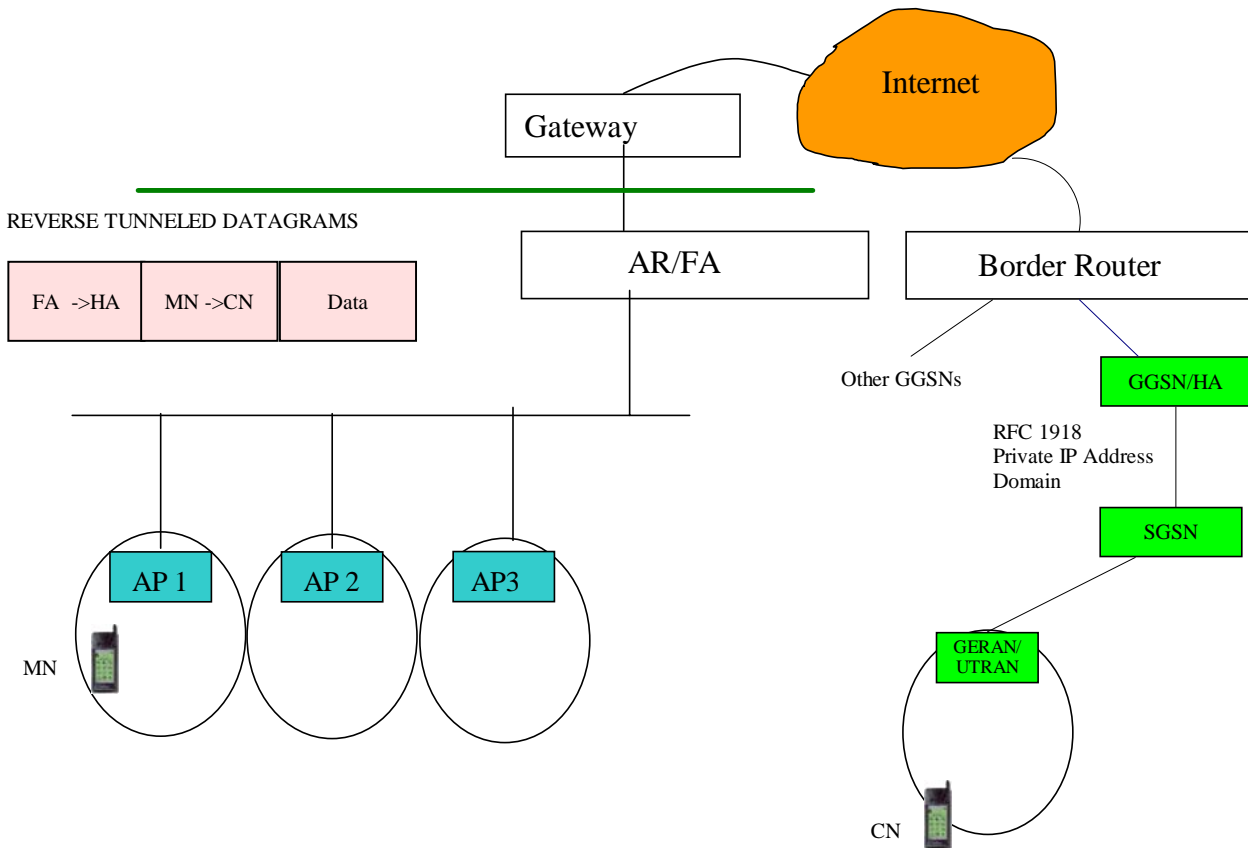 Internet
Gateway
REVERSE TUNNELED DATAGRAMS
FA ->HA
MN ->CN
Data
AR/FA
Border Router
Other GGSNs
GGSN/HA
RFC 1918
Private IP Address
Domain
SGSN
AP 1
AP 2
AP3
MN
GERAN/
UTRAN
CN